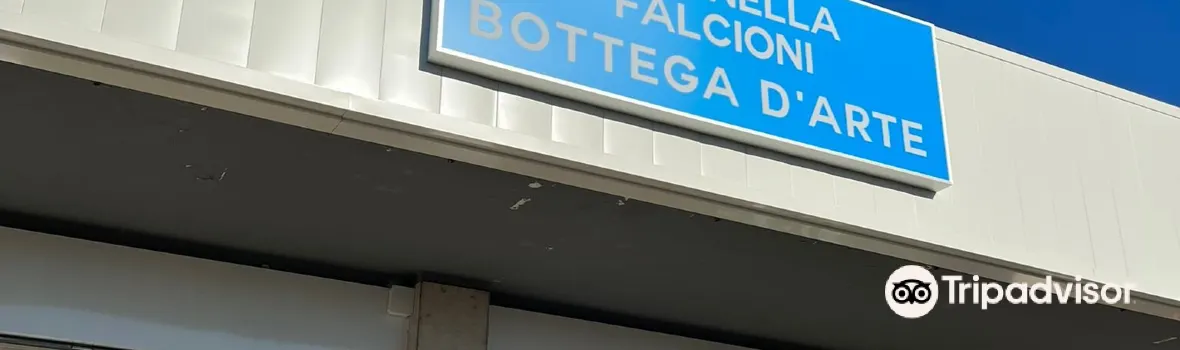 FALCIONI
BOTTEGA D'ARTE
Tripadvisor